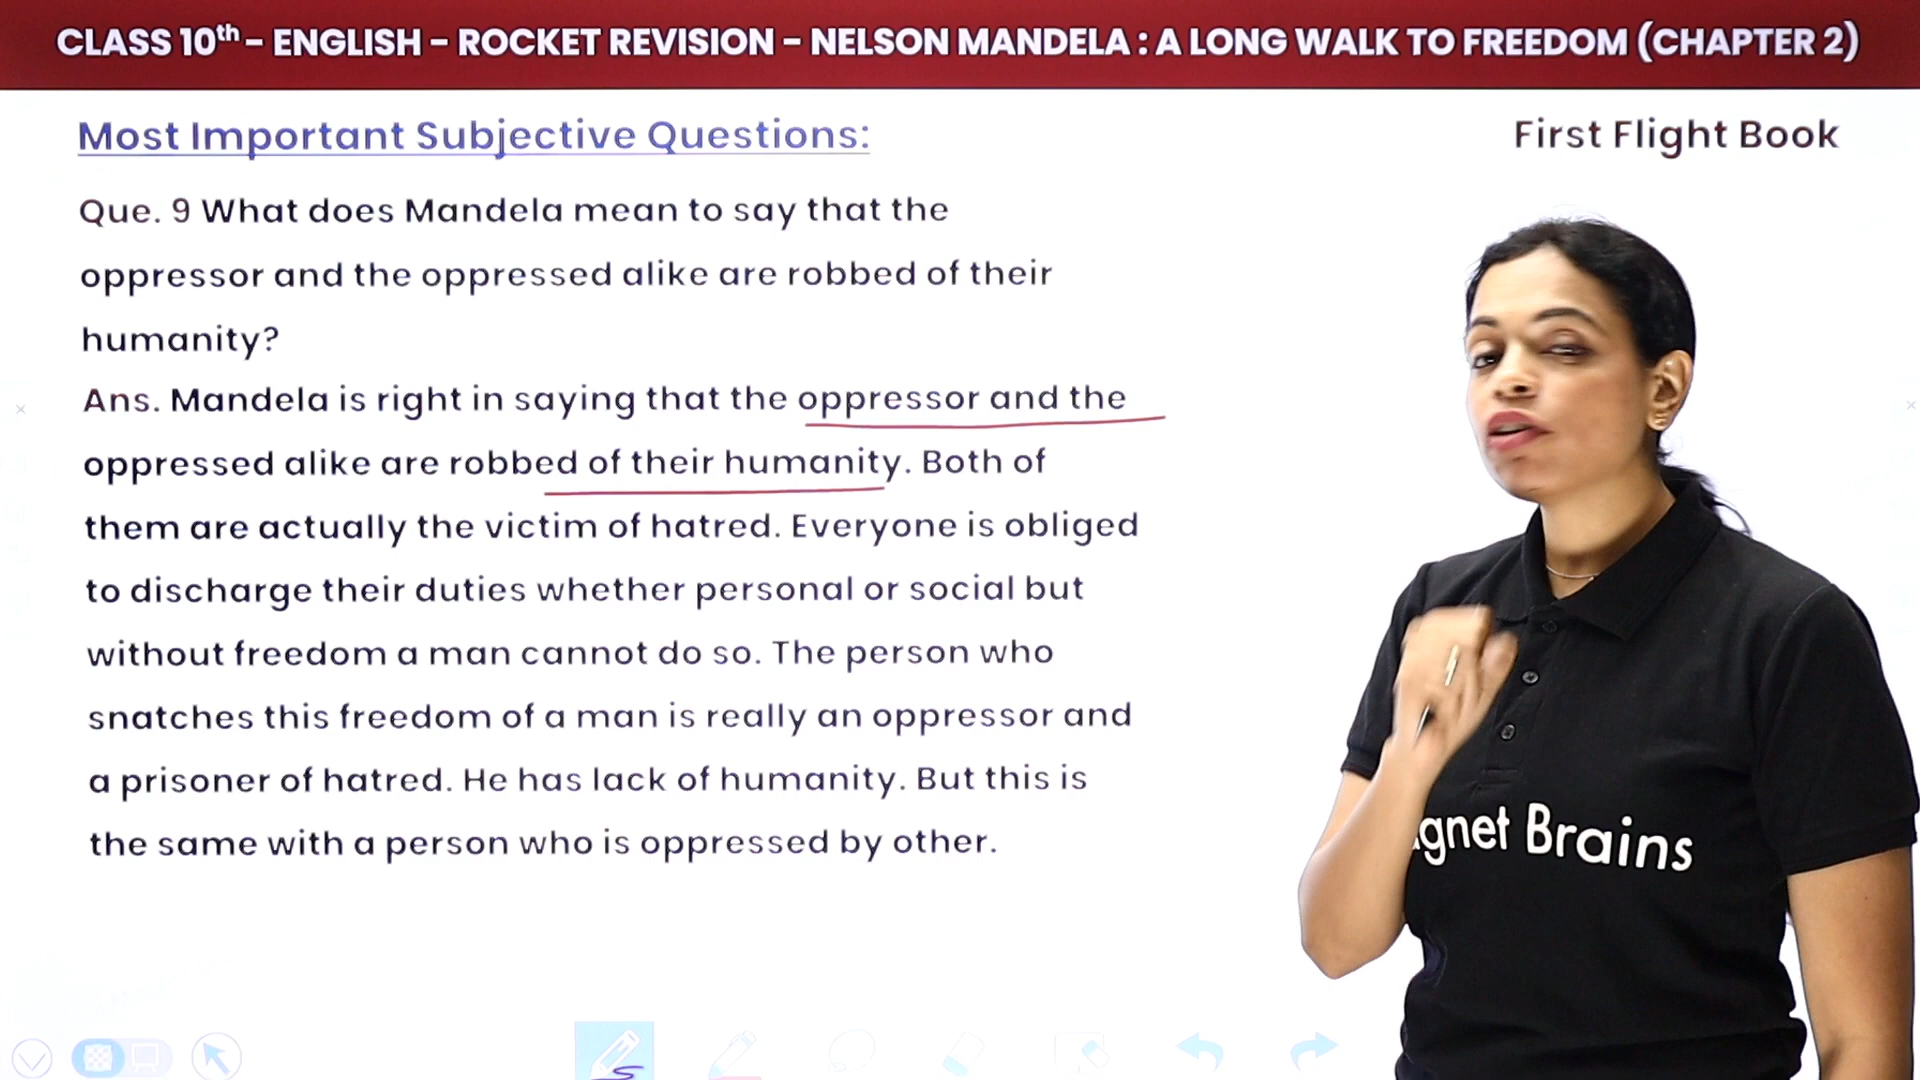 CLASS 10th - ENGLISH - ROCKET REVISION - NELSON MANDELA : A LONG WALK TO FREEDOM (CHAPTER 2)
Most Important Subjective Questions:
First Flight Book
Que. 9 What does Mandela mean to say that the
oppressor and the oppressed alike are robbed of their
humanity?
Ans. Mandela is right in saying that the oppressor and the
oppressed alike are robbed of their humanity. Both of
them are actually the victim of hatred. Everyone is obliged
to discharge their duties whether personal or social but
without freedom a man cannot do so. The person who
snatches this freedom of a man is really an oppressor and
a prisoner of hatred. He has lack of humanity. But this is
the same with a person who is oppressed by other.
gnet Brains